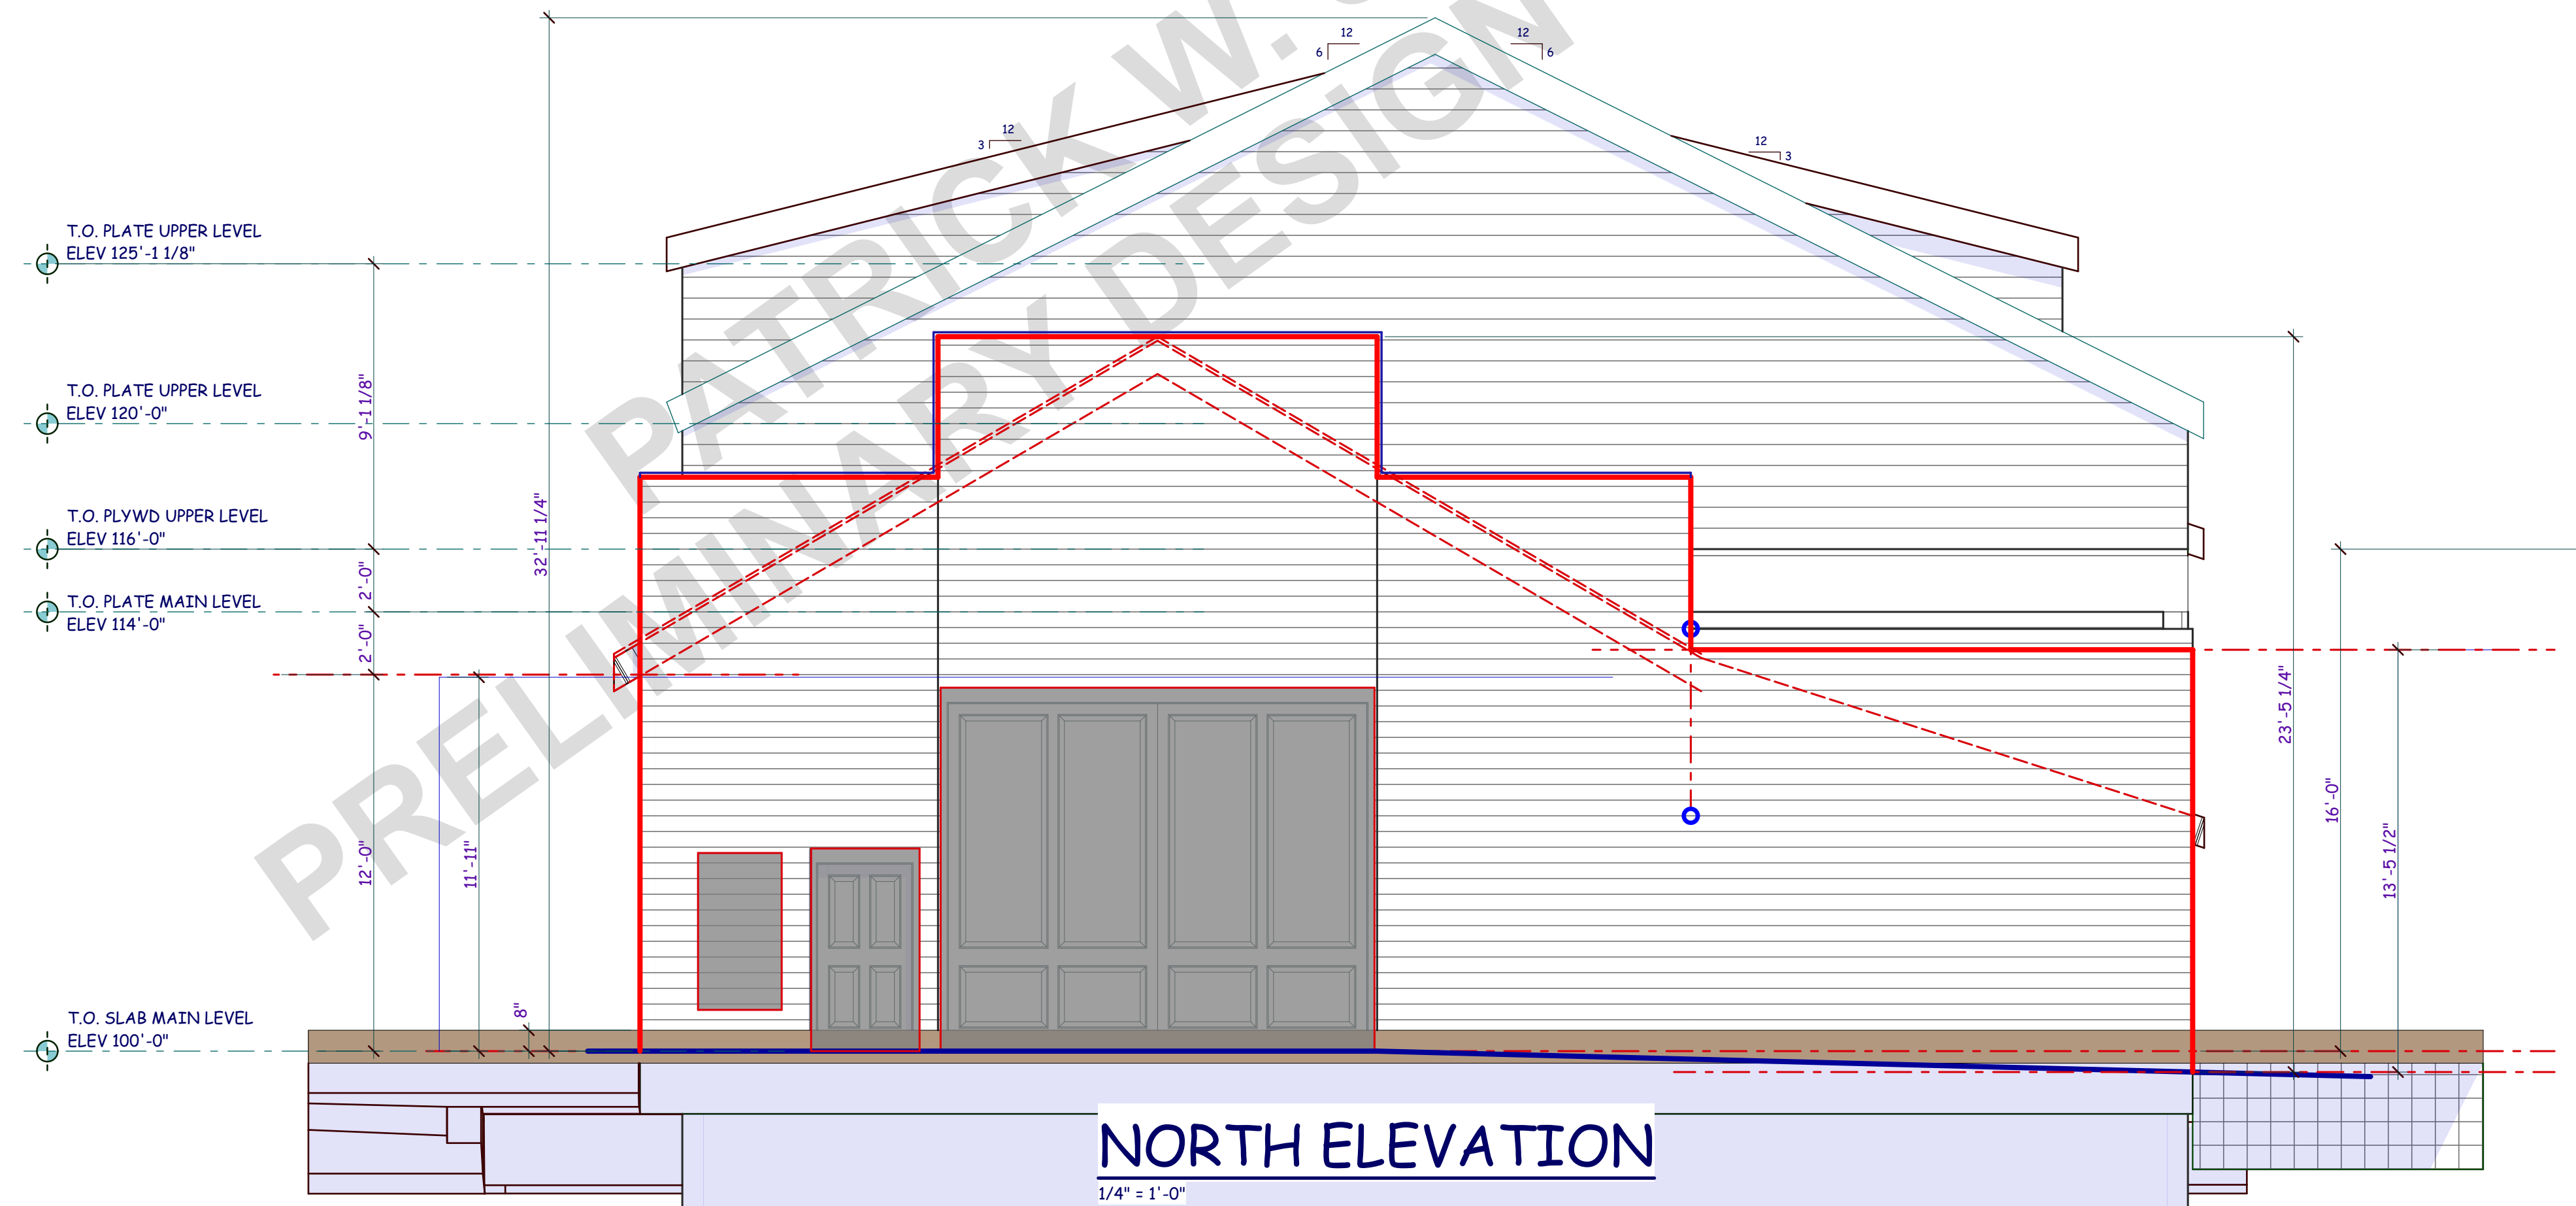 PATRICK W.
PRELIMINARY DESIGN
12
6
12
6
12
3
12
3
T.O. PLATE UPPER LEVEL
ELEV 125'-1 1/8"
T.O. PLATE UPPER LEVEL
ELEV 120'-0"
T.O. PLYWD UPPER LEVEL
ELEV 116'-0"
T.O. PLATE MAIN LEVEL
ELEV 114'-0"
T.O. SLAB MAIN LEVEL
ELEV 100'-0"
9'-1 1/8"
2'-0"
2'-0"
12'-0"
11'-11"
8"
32'-11 1/4"
23'-5 1/4"
16'-0"
13'-5 1/2"
NORTH ELEVATION
1/4" = 1'-0"